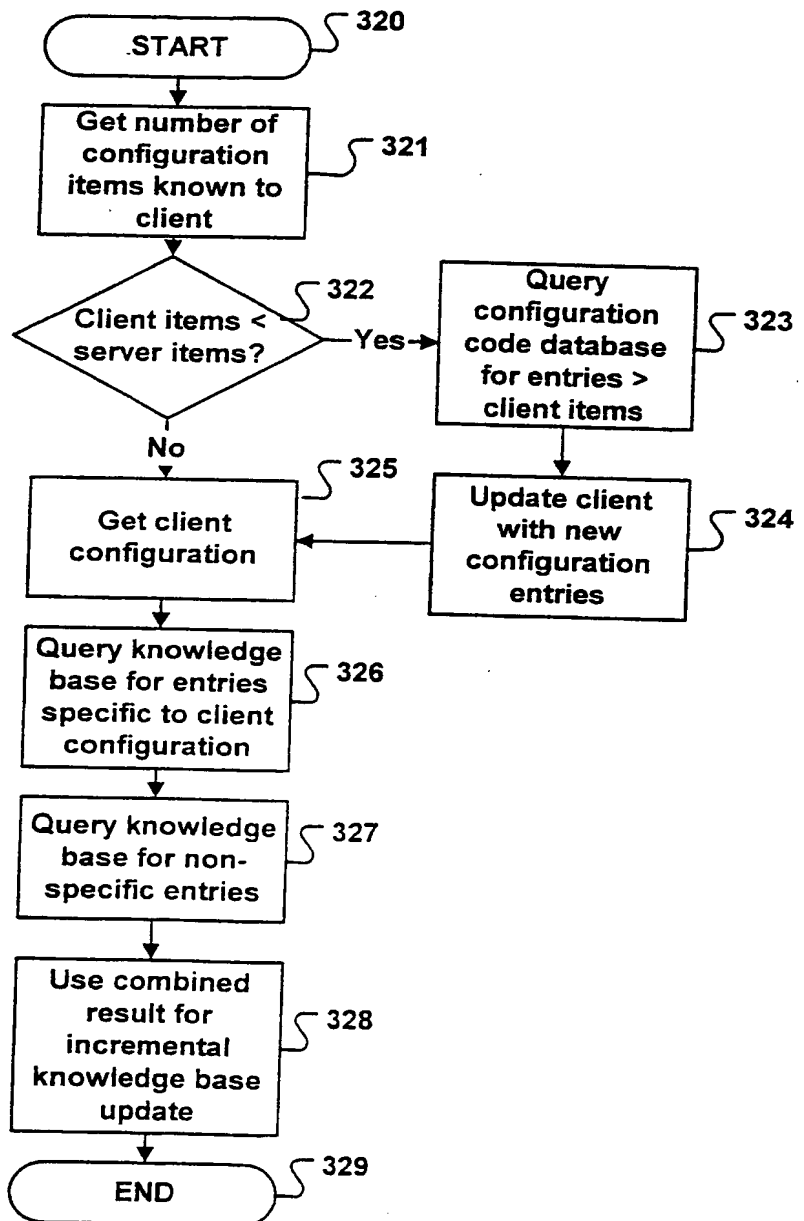 START
320
Get number of
configuration
items known to
client
321
Client items <
server items?
322
Yes
Query
configuration
code database
for entries >
client items
323
No
Update client
with new
configuration
entries
324
Get client
configuration
325
Query knowledge
base for entries
specific to client
configuration
326
Query knowledge
base for non-
specific entries
327
Use combined
result for
incremental
knowledge base
update
328
END
329